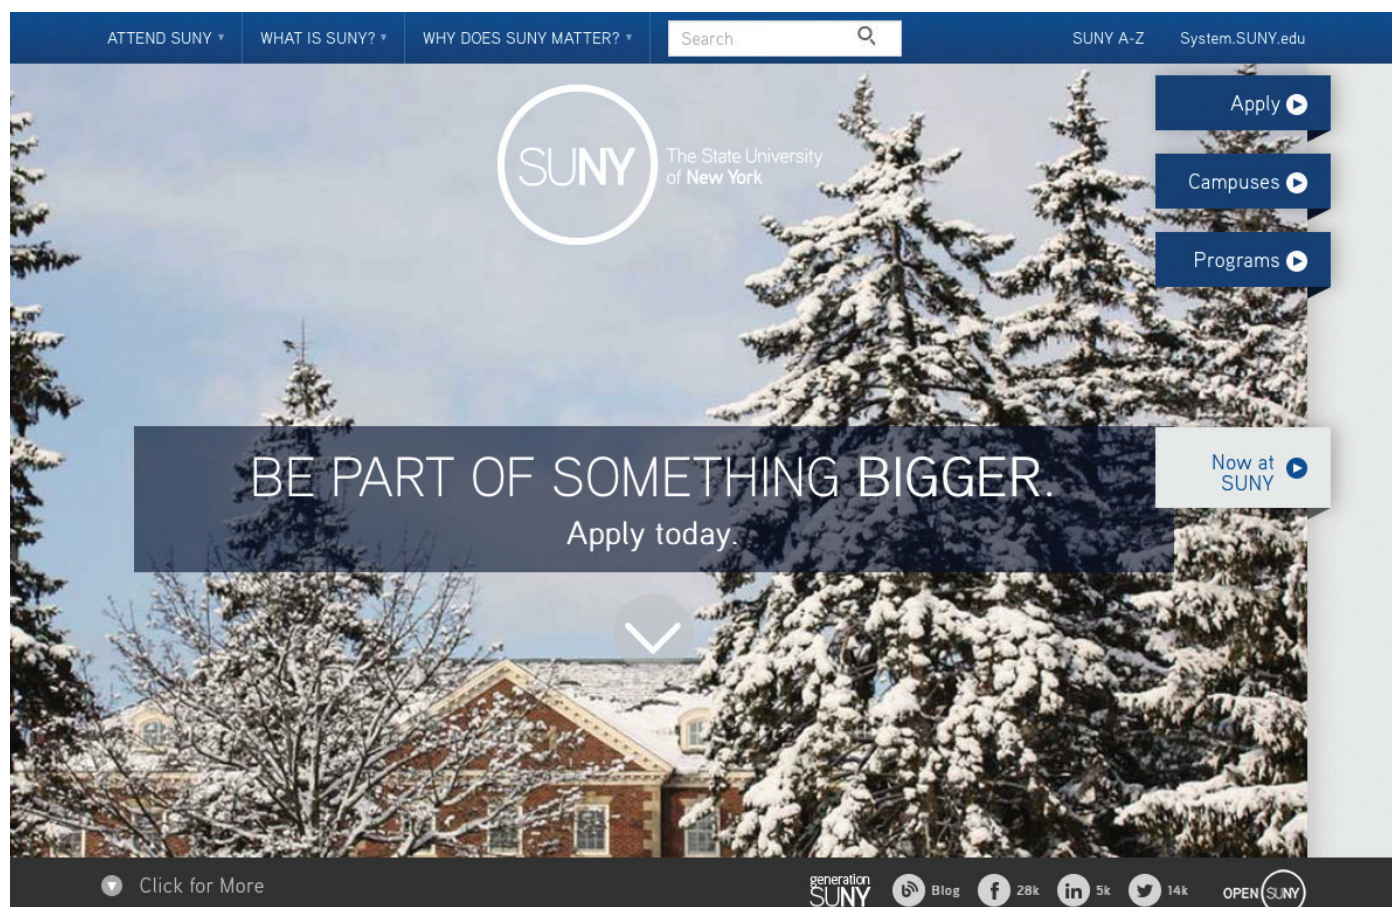 ATTEND SUNY
WHAT IS SUNY?
WHY DOES SUNY MATTER?
Search
SUNY A-Z
System.SUNY.edu
Apply
Campuses
Programs
SUNY
The State University
of New York
BE PART OF SOMETHING BIGGER.
Apply today.
Now at
SUNY
Click for More
generation
SUNY
Blog
28k
5k
14k
OPEN SUNY